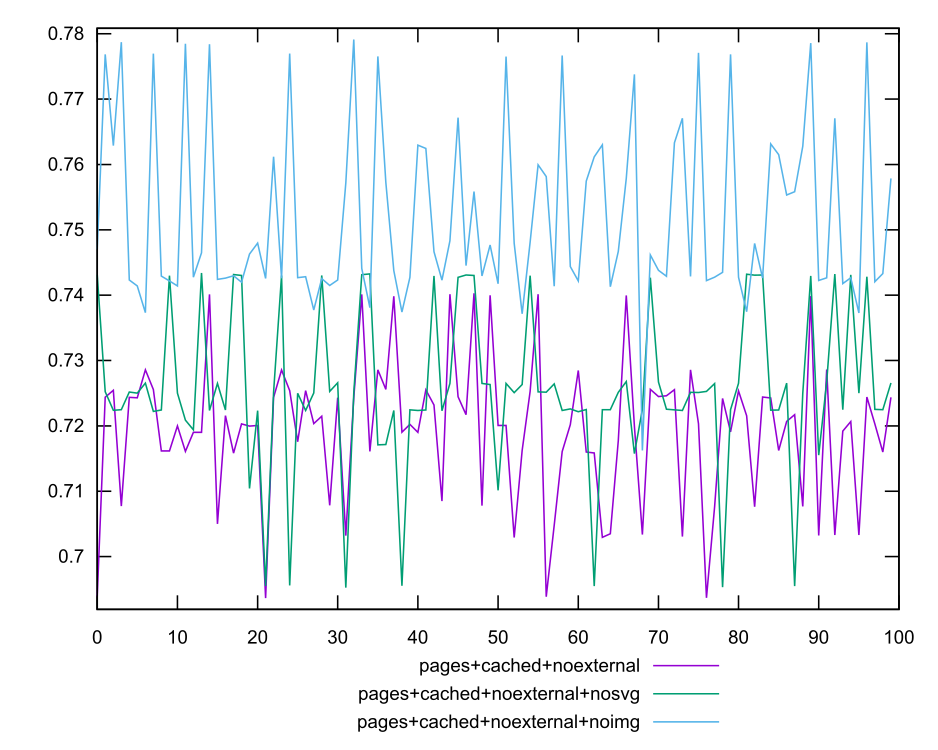 0.78
0.77
0.76
0.75
0.74
0.73
0.72
0.71
0.7
0 10 20 30 40 50 60 70 80 90 100
pages+cached+noexternal
pages+cached+noexternal+nosvg
pages+cached+noexternal+noimg